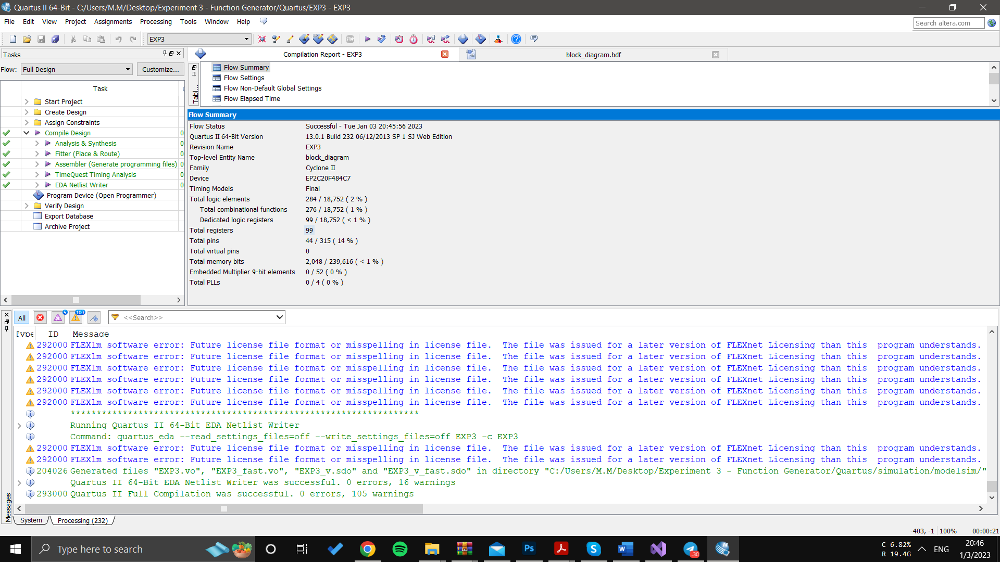 Quartus II 64-Bit - C:/Users/M.M/Desktop/Experiment 3 - Function Generator/Quartus/EXP3 - EXP3
File Edit View Project Assignments Processing Tools Window Help
Search altera.com
EXP3
STOP
Tasks
Compilation Report - EXP3
block_diagram.bdf
Flow: Full Design Customize...
Task
Start Project
Create Design
Assign Constraints
Compile Design
Analysis & Synthesis
Fitter (Place & Route)
Assembler (Generate programming files)
TimeQuest Timing Analysis
EDA Netlist Writer
Program Device (Open Programmer)
Verify Design
Export Database
Archive Project
Tabl...
Flow Summary
Flow Settings
Flow Non-Default Global Settings
Flow Elapsed Time
Flow Summary
Flow Status Successful - Tue Jan 03 20:45:56 2023
Quartus II 64-Bit Version 13.0.1 Build 232 06/12/2013 SP 1 SJ Web Edition
Revision Name EXP3
Top-level Entity Name block_diagram
Family Cyclone II
Device EP2C20F484C7
Timing Models Final
Total logic elements 284 / 18,752 ( 2 % )
Total combinational functions 276 / 18,752 ( 1 % )
Dedicated logic registers 99 / 18,752 ( < 1 % )
Total registers 99
Total pins 44 / 315 ( 14 % )
Total virtual pins 0
Total memory bits 2,048 / 239,616 ( < 1 % )
Embedded Multiplier 9-bit elements 0 / 52 ( 0 % )
Total PLLs 0 / 4 ( 0 % )
All 5 100 <<Search>>
Type ID Message
292000 FLEXlm software error: Future license file format or misspelling in license file.  The file was issued for a later version of FLEXnet Licensing than this  program understands.
292000 FLEXlm software error: Future license file format or misspelling in license file.  The file was issued for a later version of FLEXnet Licensing than this  program understands.
292000 FLEXlm software error: Future license file format or misspelling in license file.  The file was issued for a later version of FLEXnet Licensing than this  program understands.
292000 FLEXlm software error: Future license file format or misspelling in license file.  The file was issued for a later version of FLEXnet Licensing than this  program understands.
292000 FLEXlm software error: Future license file format or misspelling in license file.  The file was issued for a later version of FLEXnet Licensing than this  program understands.
292000 FLEXlm software error: Future license file format or misspelling in license file.  The file was issued for a later version of FLEXnet Licensing than this  program understands.
*******************************************************************
Running Quartus II 64-Bit EDA Netlist Writer
Command: quartus_eda --read_settings_files=off --write_settings_files=off EXP3 -c EXP3
292000 FLEXlm software error: Future license file format or misspelling in license file.  The file was issued for a later version of FLEXnet Licensing than this  program understands.
292000 FLEXlm software error: Future license file format or misspelling in license file.  The file was issued for a later version of FLEXnet Licensing than this  program understands.
204026 Generated files "EXP3.vo", "EXP3_fast.vo", "EXP3_v.sdo" and "EXP3_v_fast.sdo" in directory "C:/Users/M.M/Desktop/Experiment 3 - Function Generator/Quartus/simulation/modelsim/"
Quartus II 64-Bit EDA Netlist Writer was successful. 0 errors, 16 warnings
293000 Quartus II Full Compilation was successful. 0 errors, 105 warnings
Messages
System Processing (232)
-403, -1 100% 00:00:21
Type here to search
Ps
W
30
C 6.82%
R 19.4G
ENG
20:46
1/3/2023